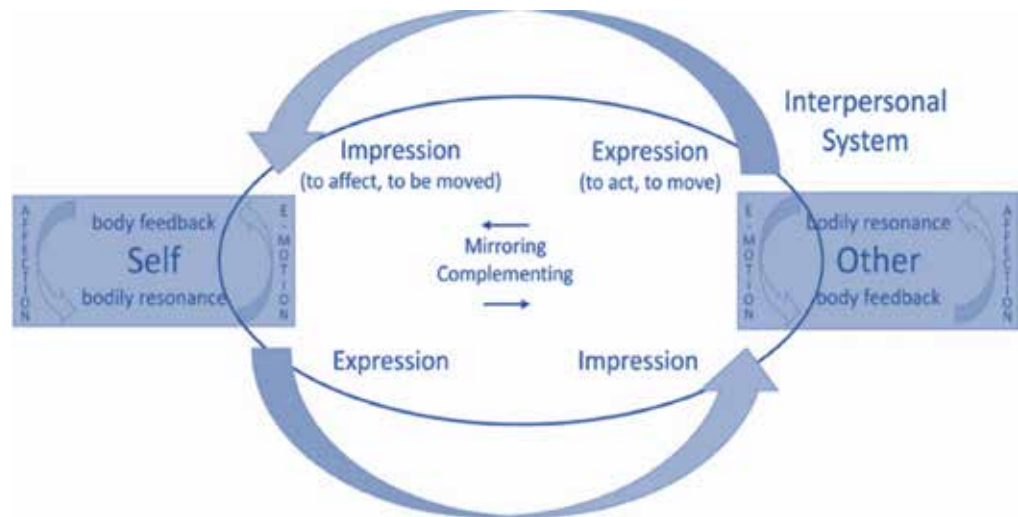 Interpersonal
System
Impression
(to affect, to be moved)
Expression
(to act, to move)
AFFECTION
body feedback
Self
bodily resonance
E-MOTION
Mirroring
Complementing
E-MOTION
bodily resonance
Other
body feedback
AFFECTION
Expression
Impression